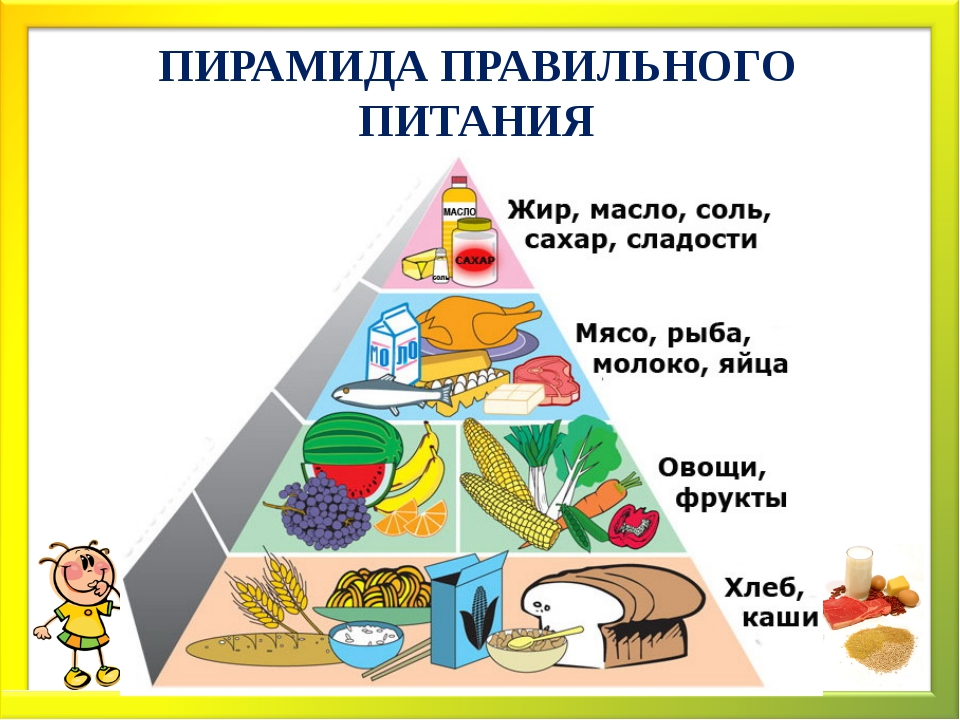 ПИРАМИДА ПРАВИЛЬНОГО
ПИТАНИЯ
МАСЛО
САХАР
СОЛЬ
Жир, масло, соль,
сахар, сладости
МОЛО
Мясо, рыба,
молоко, яйца
Овощи,
фрукты
Хлеб,
каши